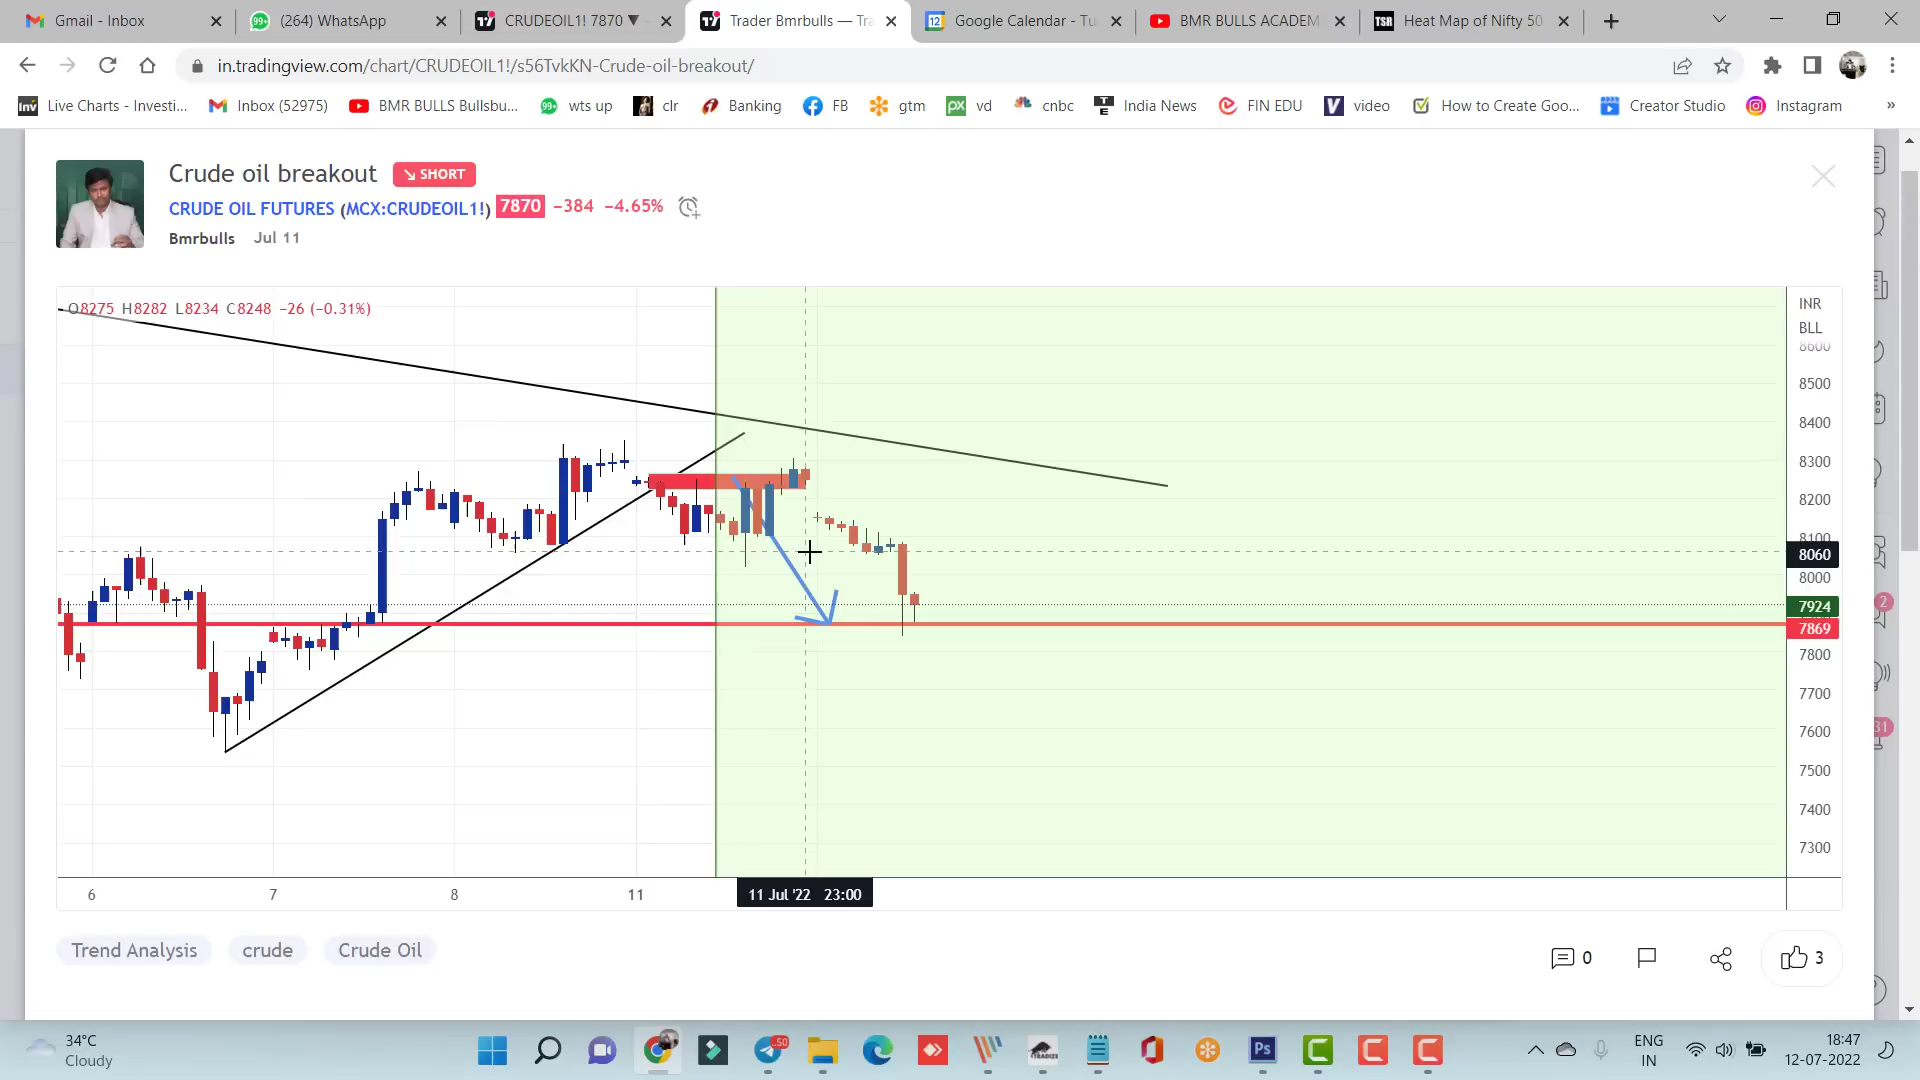 Gmail - Inbox
(264) WhatsApp
CRUDEOIL1! 7870 ▼
Trader Bmrbulls — Tra
Google Calendar - Tu
BMR BULLS ACADEM
Heat Map of Nifty 50
in.tradingview.com/chart/CRUDEOIL1!/s56TvkKN-Crude-oil-breakout/
Live Charts - Investi...
Inbox (52975)
BMR BULLS Bullsbu...
wts up
clr
Banking
FB
gtm
vd
cnbc
India News
FIN EDU
video
How to Create Goo...
Creator Studio
Instagram
»
Crude oil breakout
SHORT
CRUDE OIL FUTURES (MCX:CRUDEOIL1!) 7870 −384 −4.65%
Bmrbulls Jul 11
O8275 H8282 L8234 C8248 −26 (−0.31%)
INR
BLL
8600
8500
8400
8300
8200
8100
8060
8000
7924
7869
7800
7700
7600
7500
7400
7300
6
7
8
11
11 Jul '22 23:00
Trend Analysis
crude
Crude Oil
0
3
2
31
34°C
Cloudy
ENG
IN
18:47
12-07-2022